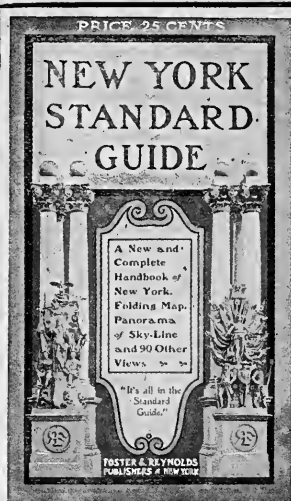 PRICE 25 CENTS
NEW YORK
STANDARD
GUIDE
A New and
Complete
Handbook of
New York.
Folding Map.
Panorama
of Sky-Line
and 90 Other
Views
"It's all in the
Standard
Guide."
FOSTER & REYNOLDS
PUBLISHERS NEW YORK